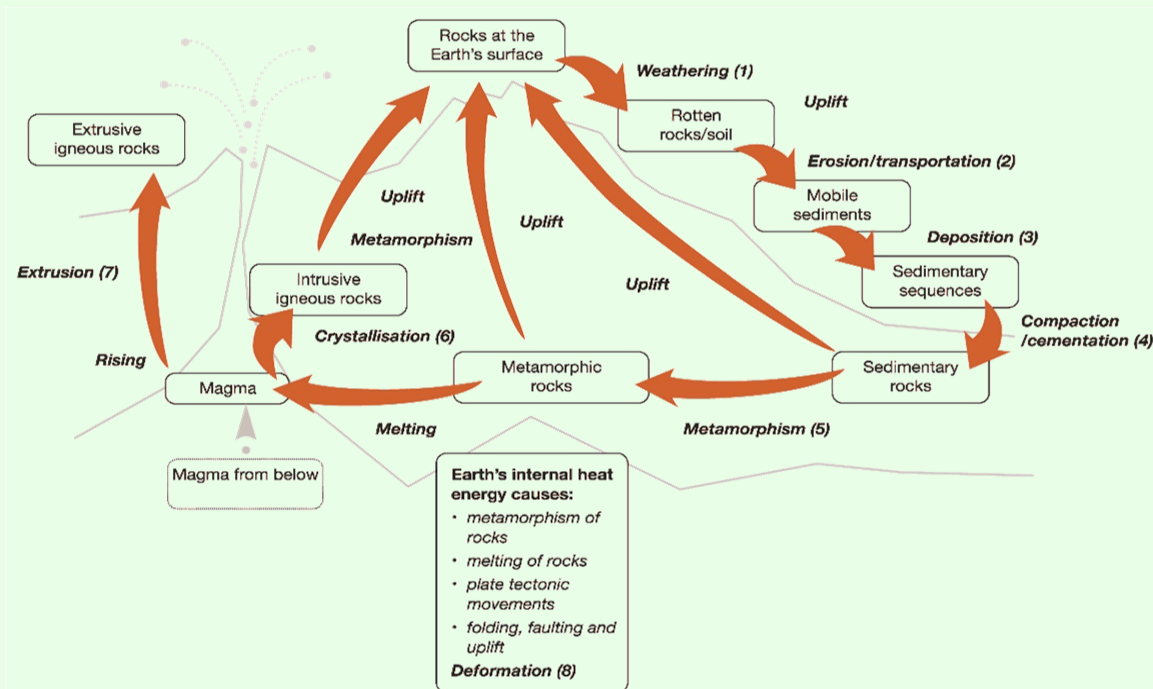 Rocks at the
Earth's surface
Weathering (1)
Rotten
rocks/soil
Uplift
Extrusive
igneous rocks
Erosion/transportation (2)
Mobile
sediments
Uplift
Uplift
Metamorphism
Deposition (3)
Extrusion (7)
Intrusive
igneous rocks
Uplift
Sedimentary
sequences
Crystallisation (6)
Compaction
/cementation (4)
Rising
Magma
Metamorphic
rocks
Sedimentary
rocks
Melting
Metamorphism (5)
Magma from below
Earth's internal heat
energy causes:
• metamorphism of
rocks
• melting of rocks
• plate tectonic
movements
• folding, faulting and
uplift
Deformation (8)